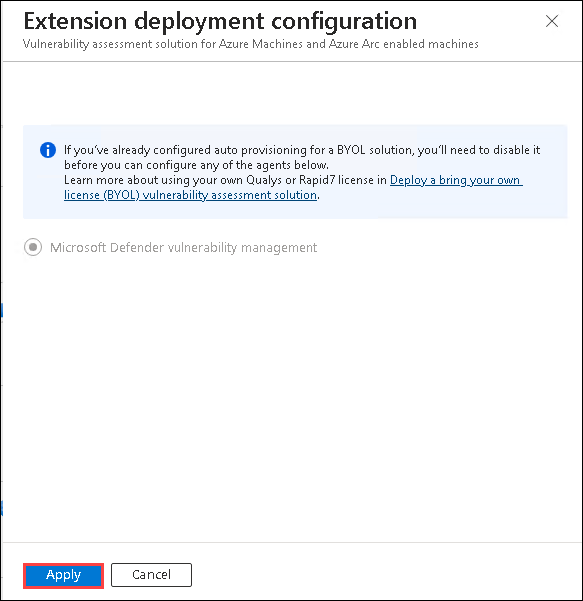 Extension deployment configuration
Vulnerability assessment solution for Azure Machines and Azure Arc enabled machines
If you've already configured auto provisioning for a BYOL solution, you'll need to disable it
before you can configure any of the agents below.
Learn more about using your own Qualys or Rapid7 license in Deploy a bring your own
license (BYOL) vulnerability assessment solution.
Microsoft Defender vulnerability management
Apply
Cancel